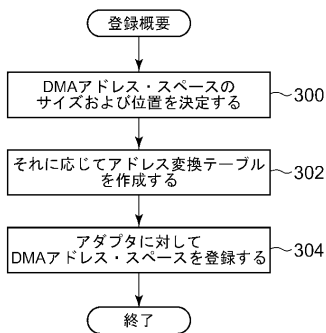 登録概要
DMAアドレス・スペースの
サイズおよび位置を決定する
300
それに応じてアドレス変換テーブル
を作成する
302
アダプタに対して
DMAアドレス・スペースを登録する
304
終了